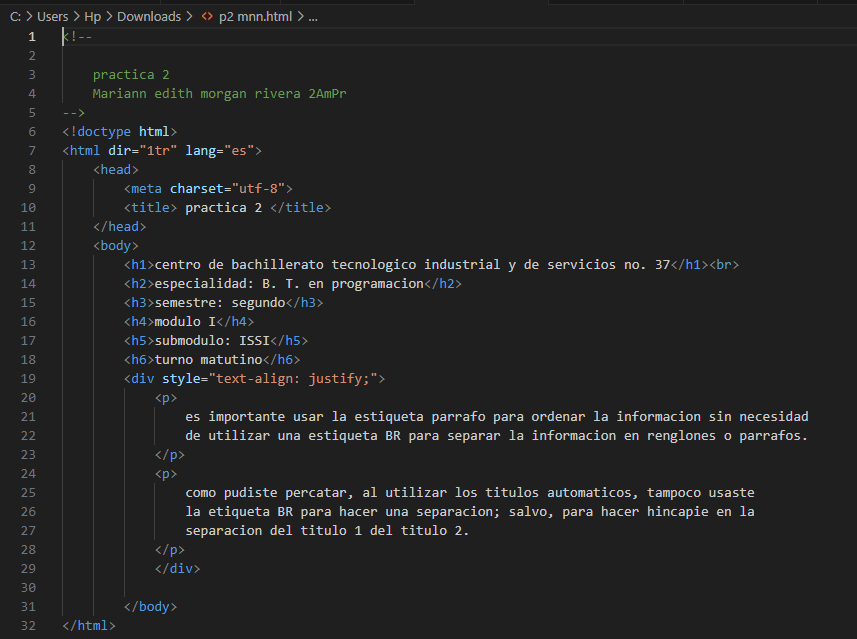 C: > Users > Hp > Downloads > <> p2 mnn.html > ...
1 <!--
2
3 practica 2
4 Mariann edith morgan rivera 2AmPr
5 -->
6 <!doctype html>
7 <html dir="1tr" lang="es">
8 <head>
9 <meta charset="utf-8">
10 <title> practica 2 </title>
11 </head>
12 <body>
13 <h1>centro de bachillerato tecnologico industrial y de servicios no. 37</h1><br>
14 <h2>especialidad: B. T. en programacion</h2>
15 <h3>semestre: segundo</h3>
16 <h4>modulo I</h4>
17 <h5>submodulo: ISSI</h5>
18 <h6>turno matutino</h6>
19 <div style="text-align: justify;">
20 <p>
21 es importante usar la estiqueta parrafo para ordenar la informacion sin necesidad
22 de utilizar una estiqueta BR para separar la informacion en renglones o parrafos.
23 </p>
24 <p>
25 como pudiste percatar, al utilizar los titulos automaticos, tampoco usaste
26 la etiqueta BR para hacer una separacion; salvo, para hacer hincapie en la
27 separacion del titulo 1 del titulo 2.
28 </p>
29 </div>
30
31 </body>
32 </html>